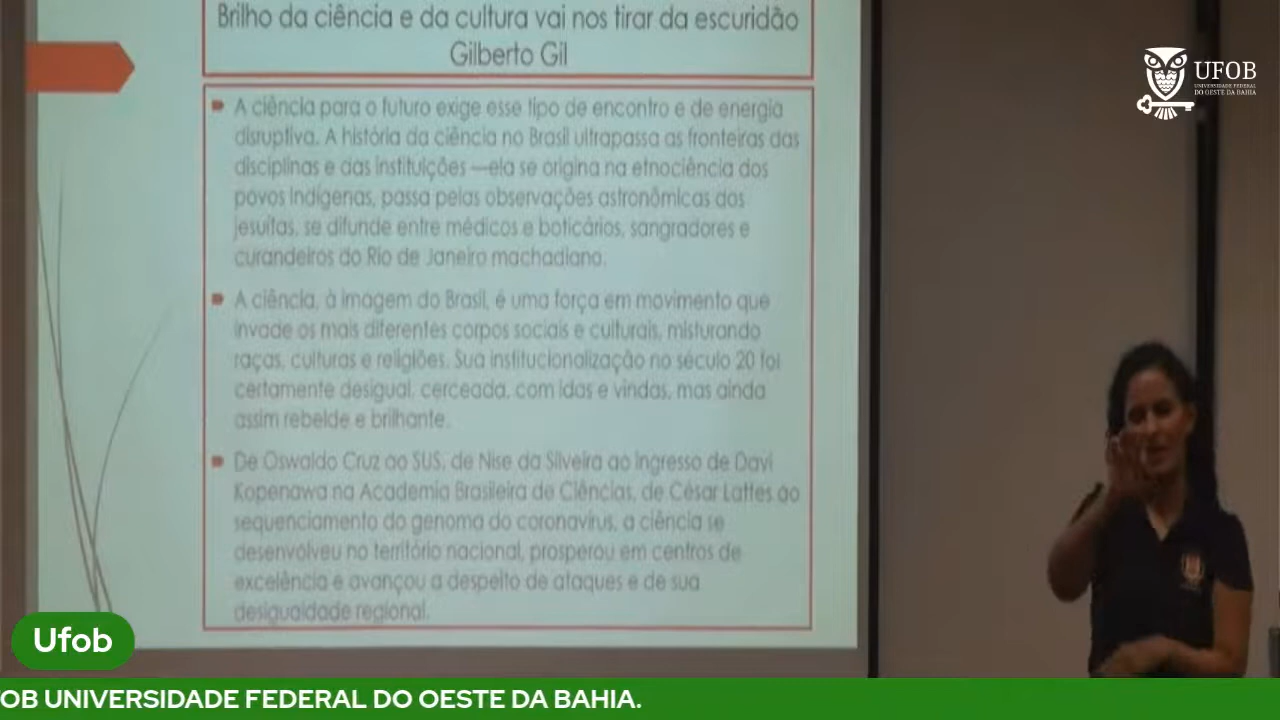 Brilho da ciência e da cultura vai nos tirar da escuridão
Gilberto Gil
A ciência para o futuro exige esse tipo de encontro e de energia
disruptiva. A história da ciência no Brasil ultrapassa as fronteiras das
disciplinas e das instituições —ela se origina na etnociência dos
povos indígenas, passa pelas observações astronômicas dos
jesuítas, se difunde entre médicos e boticários, sangradores e
curandeiros do Rio de Janeiro machadiano.
A ciência, à imagem do Brasil, é uma força em movimento que
invade os mais diferentes corpos sociais e culturais, misturando
raças, culturas e religiões. Sua institucionalização no século 20 foi
certamente desigual, cerceada, com idas e vindas, mas ainda
assim rebelde e brilhante.
De Oswaldo Cruz ao SUS, de Nise da Silveira ao ingresso de Davi
Kopenawa na Academia Brasileira de Ciências, de César Lattes ao
sequenciamento do genoma do coronavírus, a ciência se
desenvolveu no território nacional, prosperou em centros de
excelência e avançou a despeito de ataques e de sua
desigualdade regional.
UFOB
UNIVERSIDADE FEDERAL
DO OESTE DA BAHIA
Ufob
OB UNIVERSIDADE FEDERAL DO OESTE DA BAHIA.